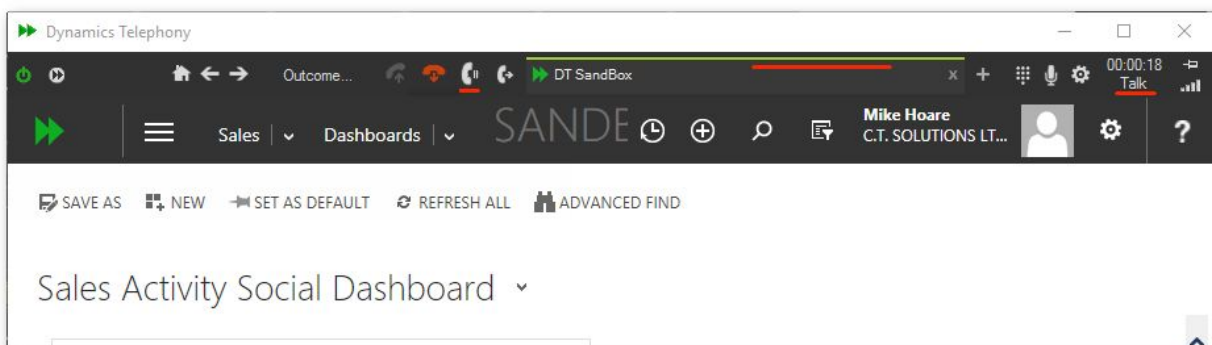 Dynamics Telephony
Outcome... DT SandBox x + 00:00:18
Talk
Sales Dashboards SANDE Mike Hoare
C.T. SOLUTIONS LT... ?
SAVE AS NEW SET AS DEFAULT REFRESH ALL ADVANCED FIND
Sales Activity Social Dashboard